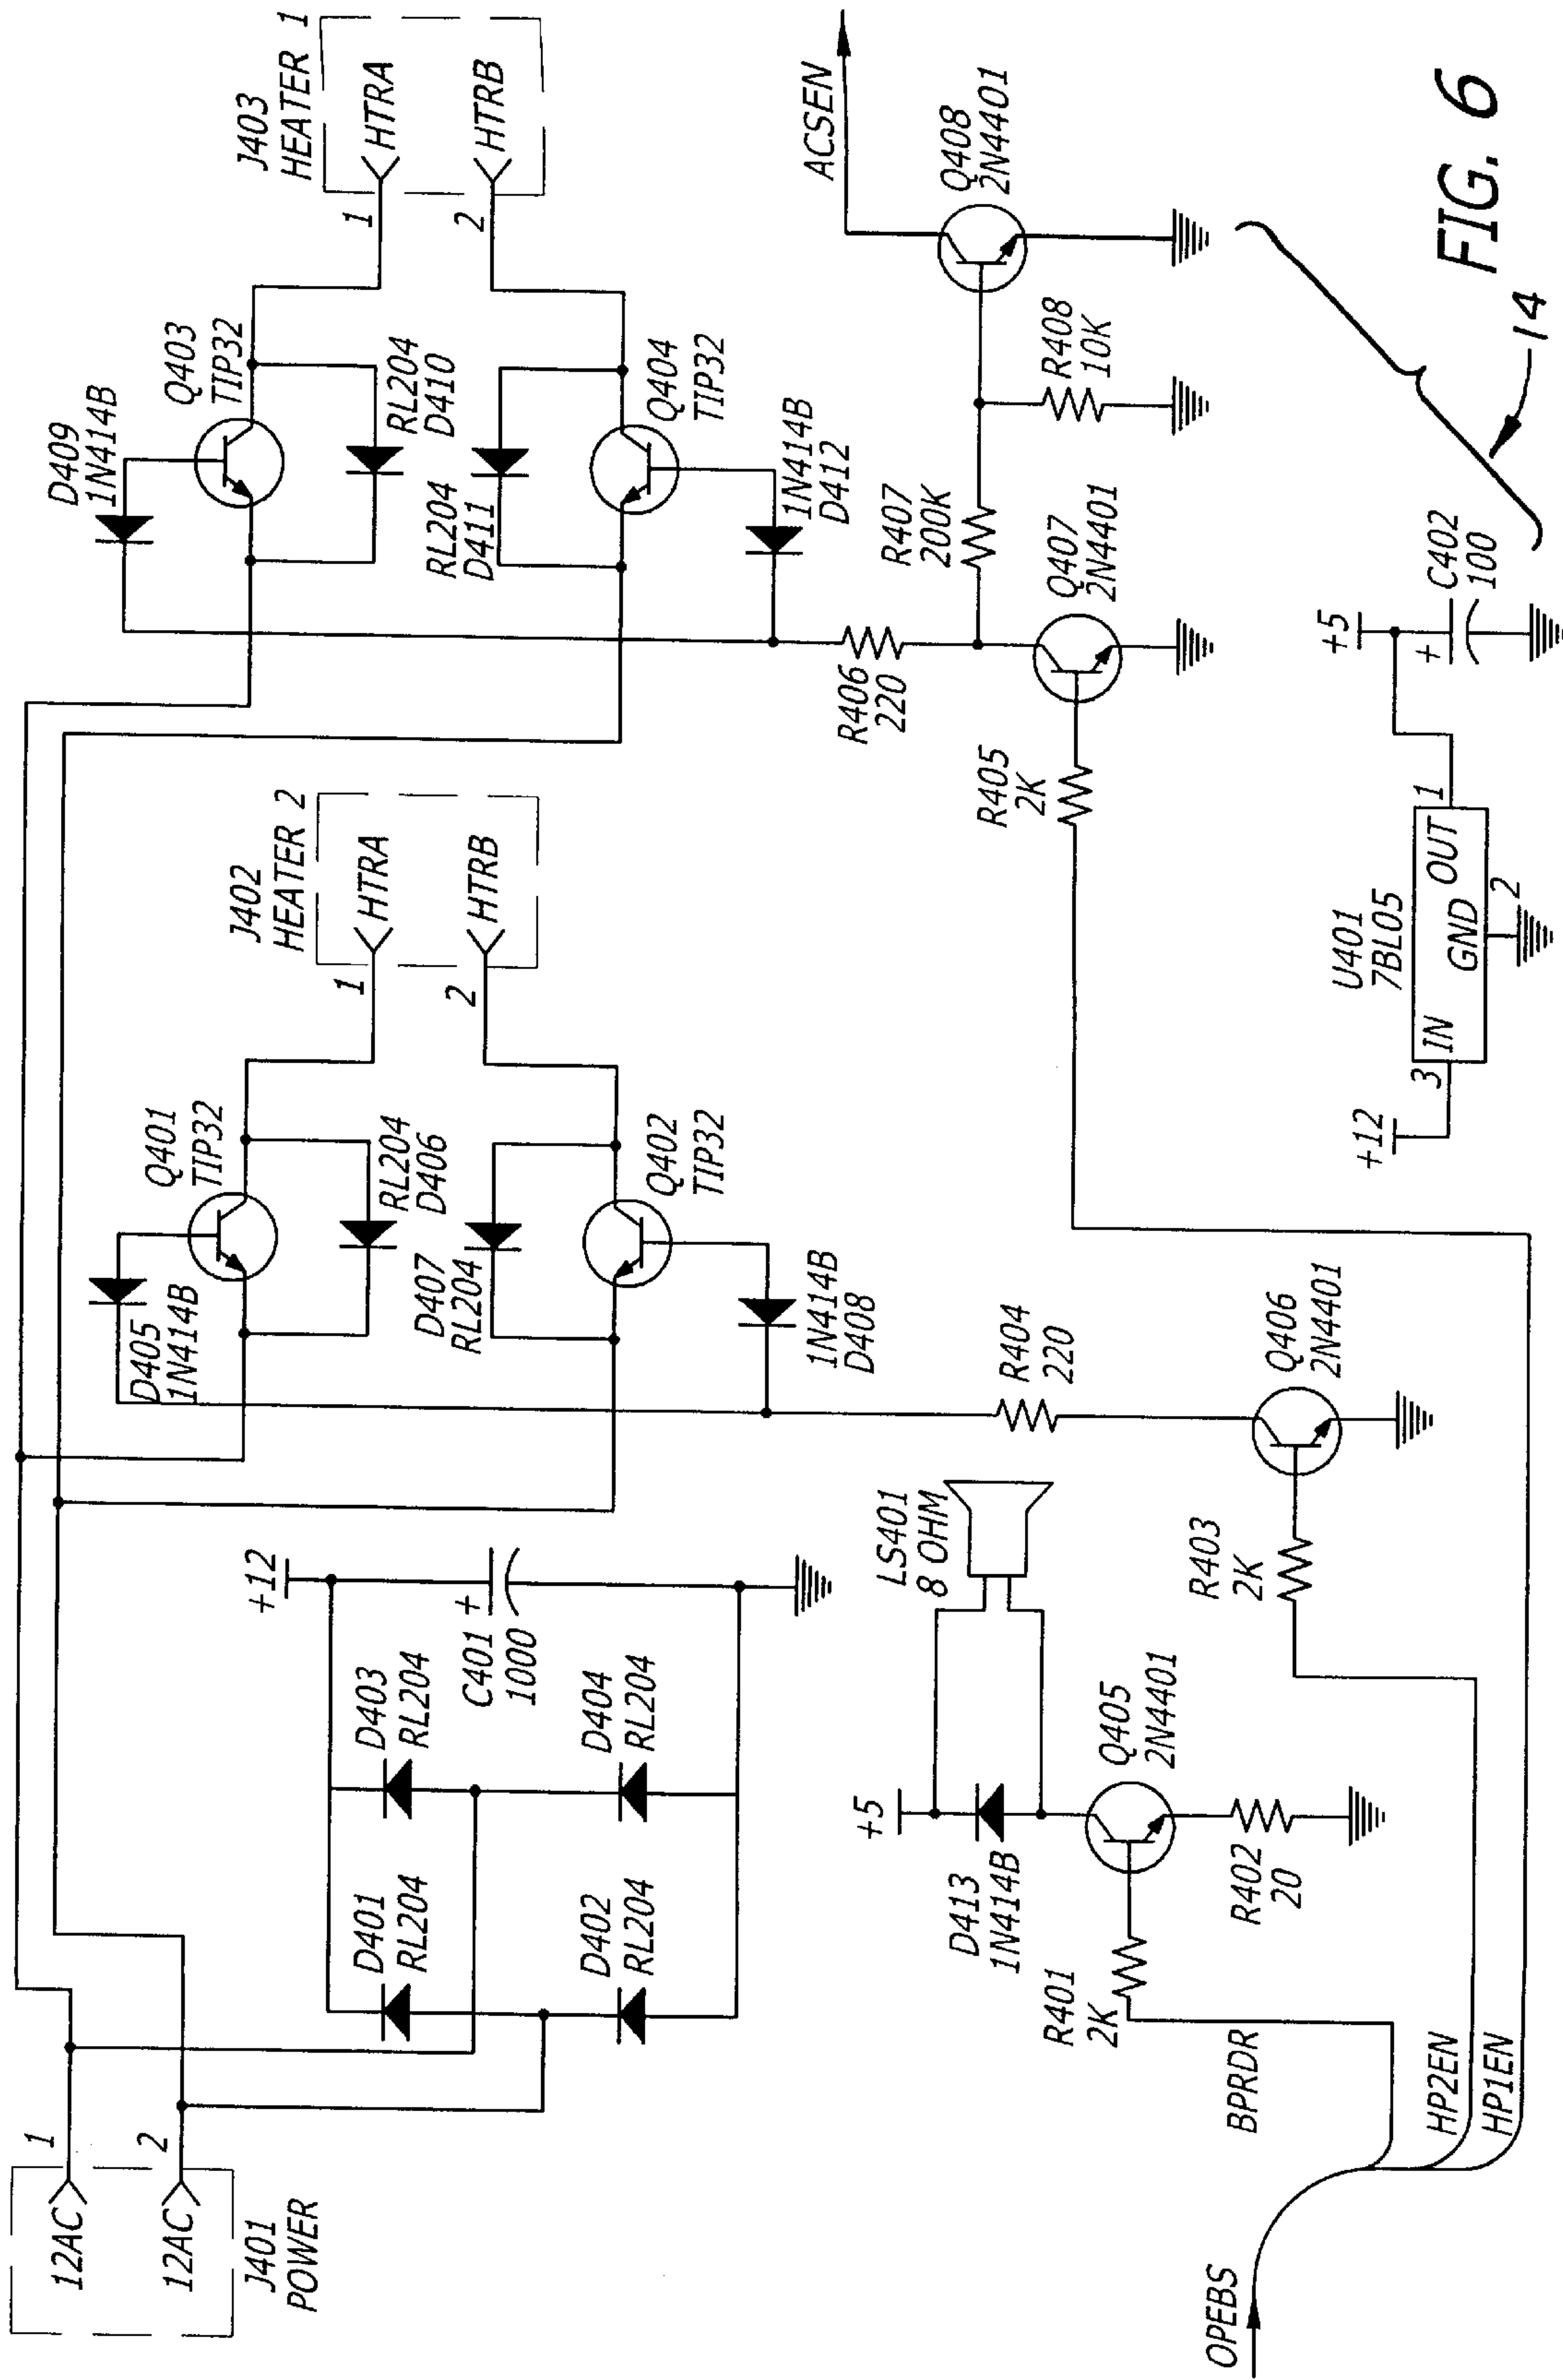 J401
POWER
12AC
12AC
1
2
D401
RL204
D403
RL204
D402
RL204
D404
RL204
+12
C401
+
1000
D405
1N414B
Q401
TIP32
RL204
D406
D407
RL204
Q402
TIP32
1N414B
D408
J402
HEATER 2
1
HTRA
2
HTRB
D409
1N414B
Q403
TIP32
RL204
D410
RL204
D411
Q404
TIP32
1N414B
D412
J403
HEATER 1
1
HTRA
2
HTRB
+5
LS401
8 OHM
D413
1N414B
R401
2K
Q405
2N4401
R402
20
R403
2K
R404
220
Q406
2N4401
R405
2K
R406
220
R407
200K
Q407
2N4401
R408
10K
Q408
2N4401
ACSEN
OPEBS
BPRDR
HP2EN
HP1EN
+12
3
IN
U401
7BL05
GND
OUT
1
2
+5
+
C402
100
14
FIG. 6